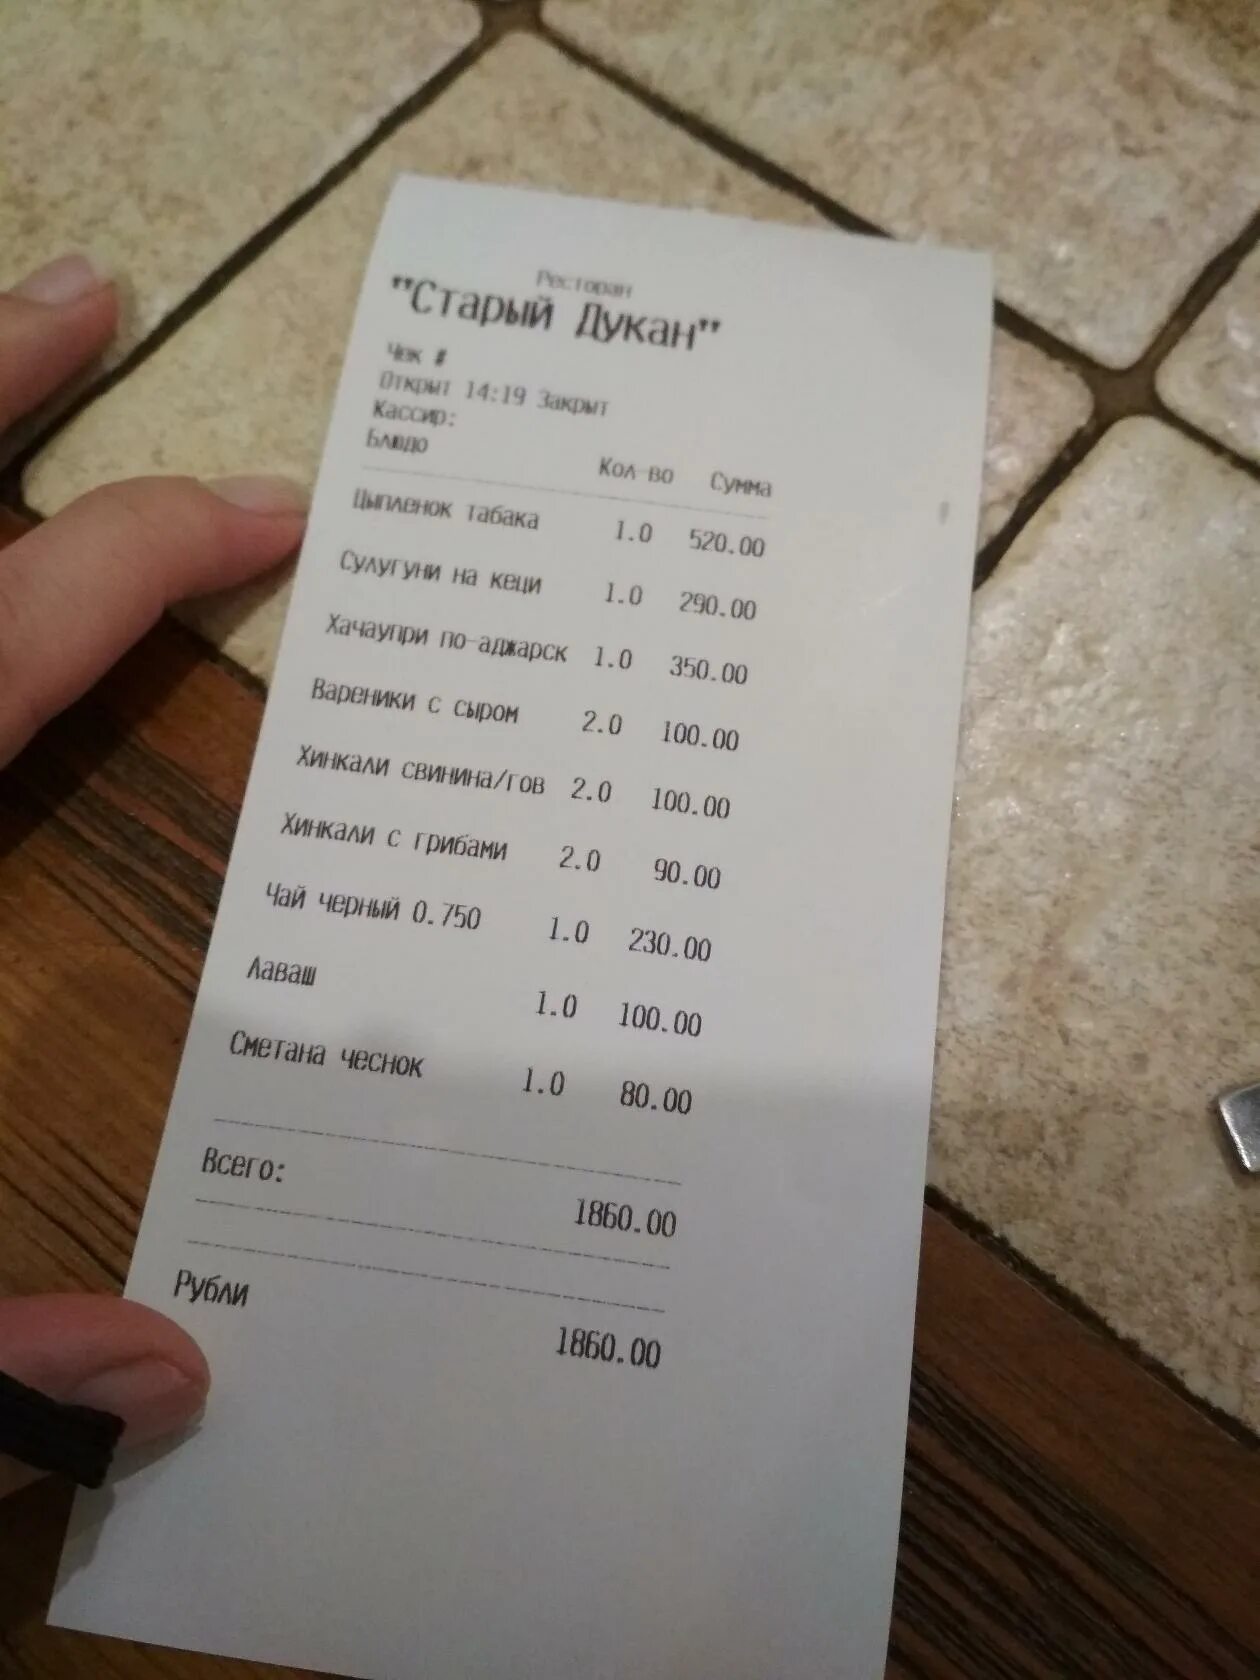 Ресторан
"Старый Дукан"
Чек #
Открыт 14:19 Закрыт
Кассир:
Блюдо Кол-во Сумма
Цыпленок табака 1.0 520.00
Сулугуни на кеци 1.0 290.00
Хачаупри по-аджарск 1.0 350.00
Вареники с сыром 2.0 100.00
Хинкали свинина/гов 2.0 100.00
Хинкали с грибами 2.0 90.00
Чай черный 0.750 1.0 230.00
Лаваш 1.0 100.00
Сметана чеснок 1.0 80.00
Всего: 1860.00
Рубли 1860.00